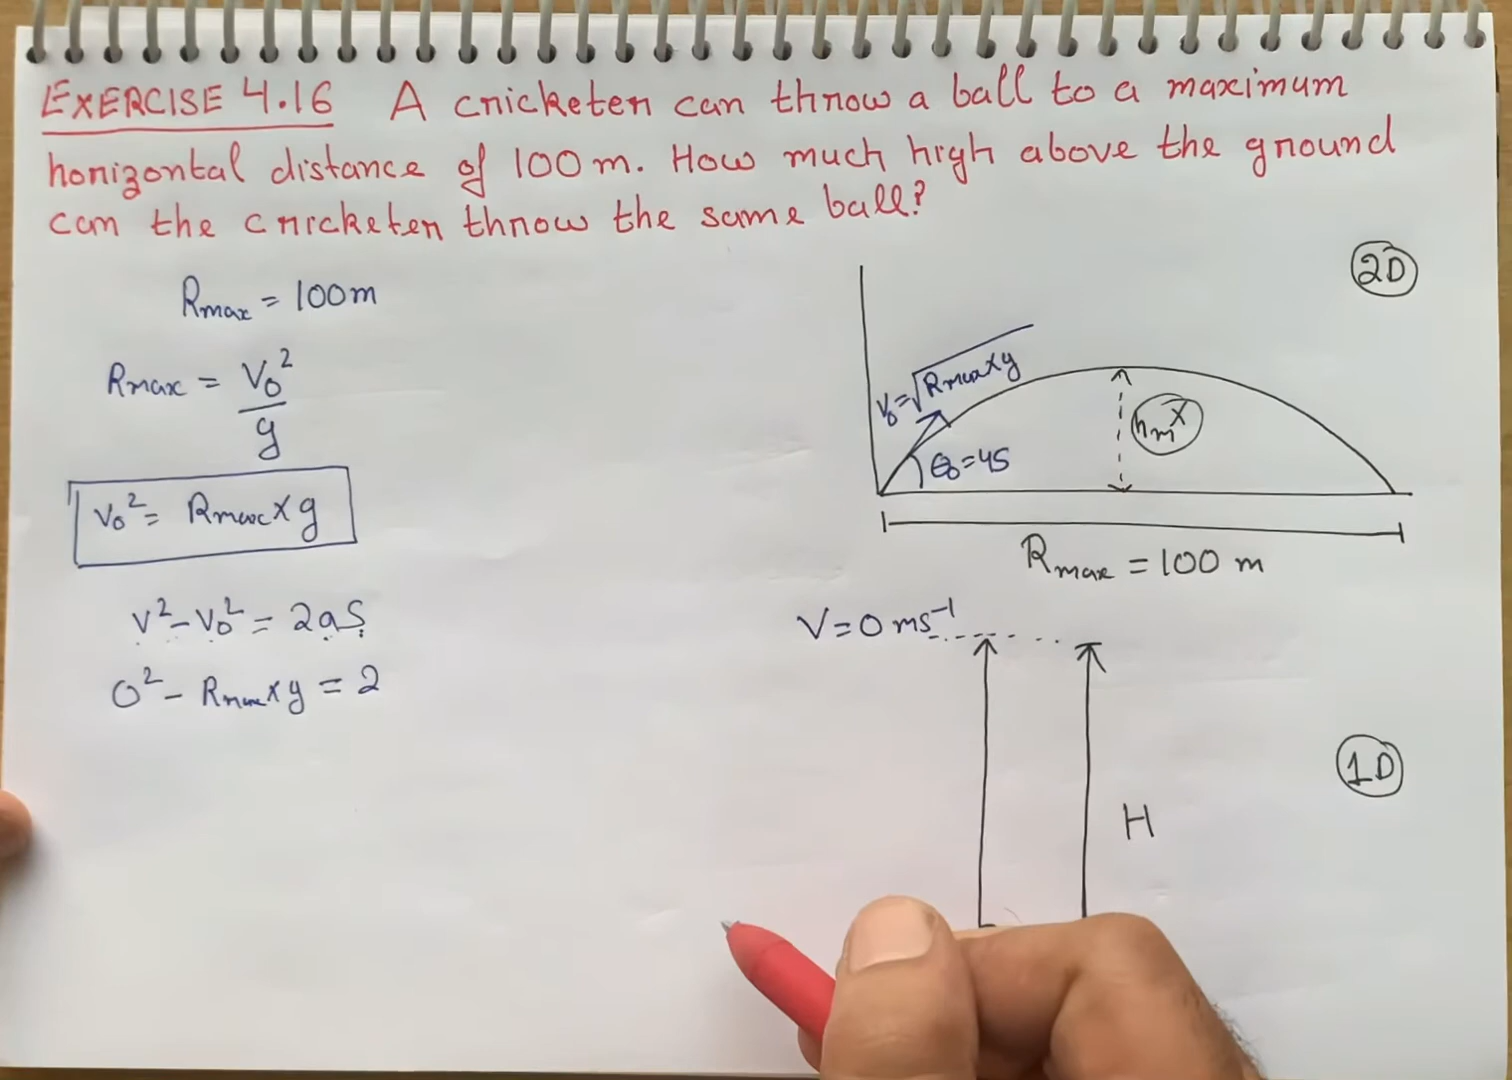 EXERCISE 4.16 A cricketer can throw a ball to a maximum
horizontal distance of 100 m. How much high above the ground
can the cricketer throw the same ball?
Rmax = 100m
Rmax = V₀²/g
V₀² = Rmax × g
V² - V₀² = 2aS
0² - Rmax × g = 2
2D
V₀ = √Rmax × g
θ₀ = 45
hm X
Rmax = 100 m
V = 0 ms⁻¹
H
1D